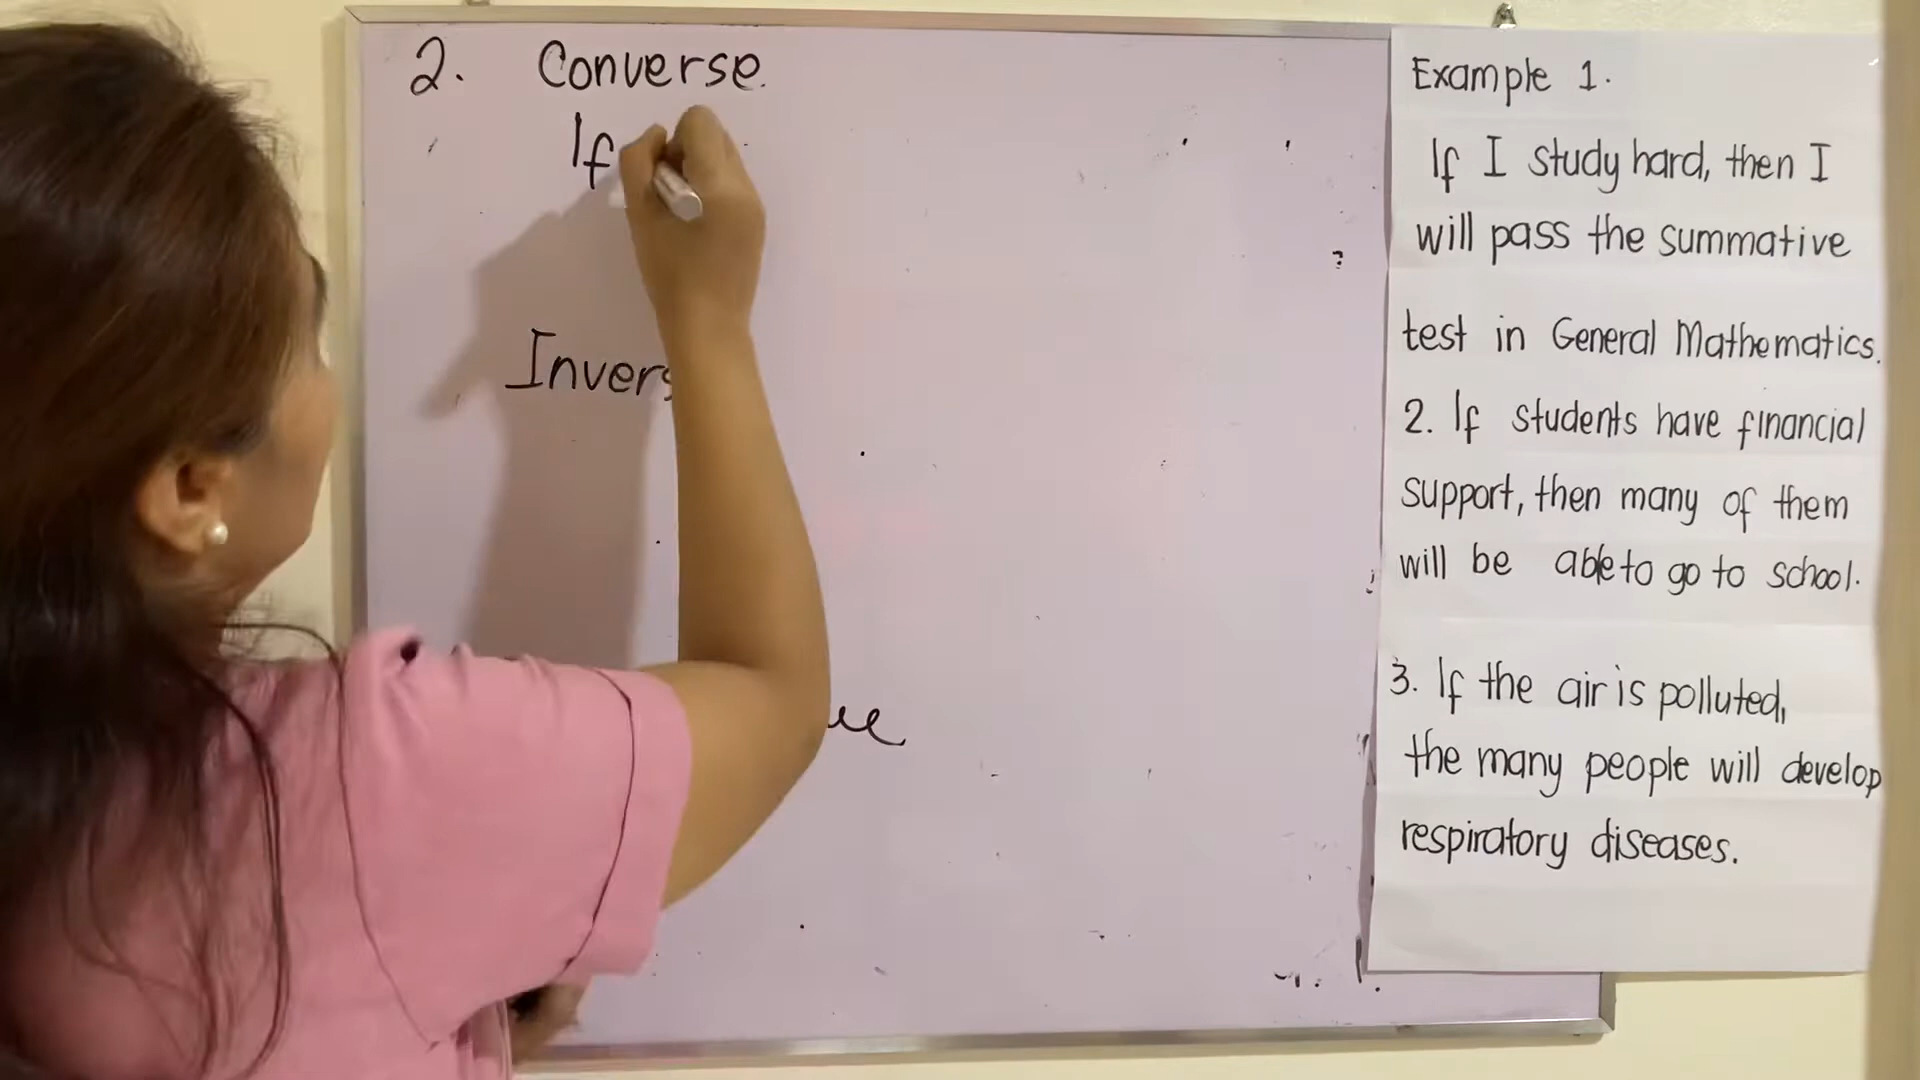 2. Converse.
If
Inverse
Example 1.
If I study hard, then I
will pass the summative
test in General Mathematics.
2. If students have financial
support, then many of them
will be able to go to school.
3. If the air is polluted,
the many people will develop
respiratory diseases.